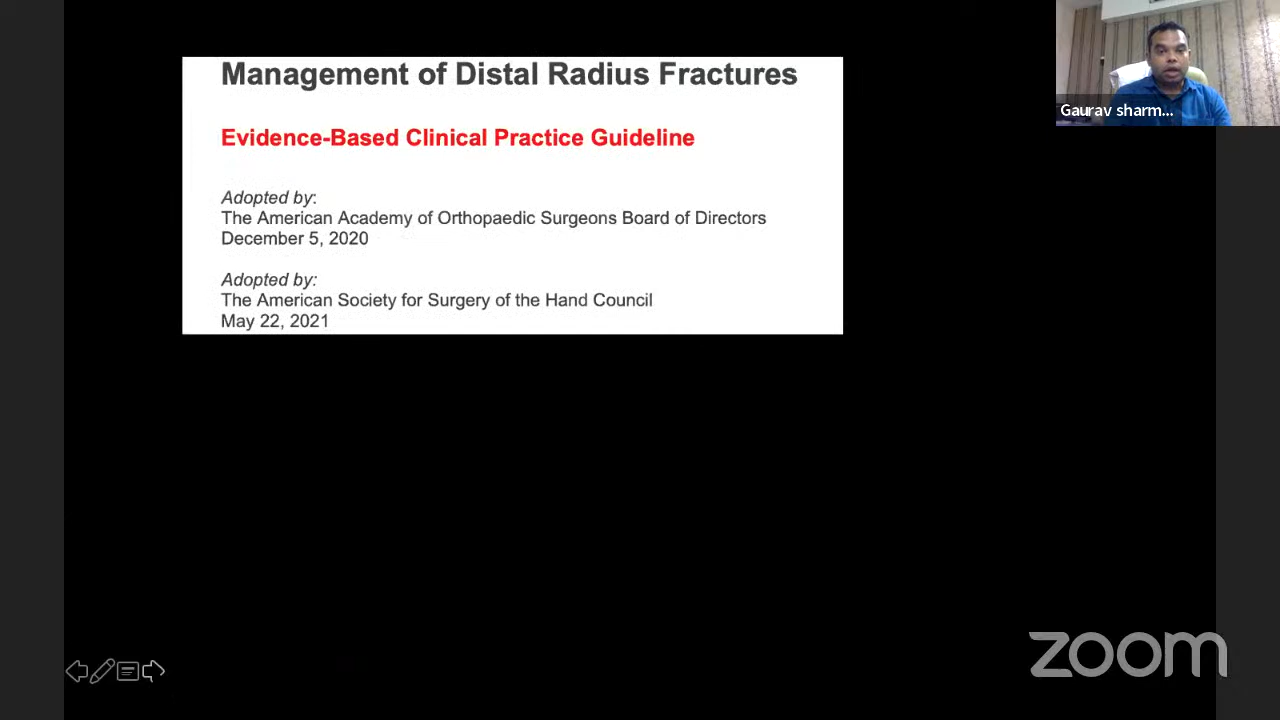 Management of Distal Radius Fractures
Evidence-Based Clinical Practice Guideline
Adopted by:
The American Academy of Orthopaedic Surgeons Board of Directors
December 5, 2020
Adopted by:
The American Society for Surgery of the Hand Council
May 22, 2021
Gaurav sharm...
zoom